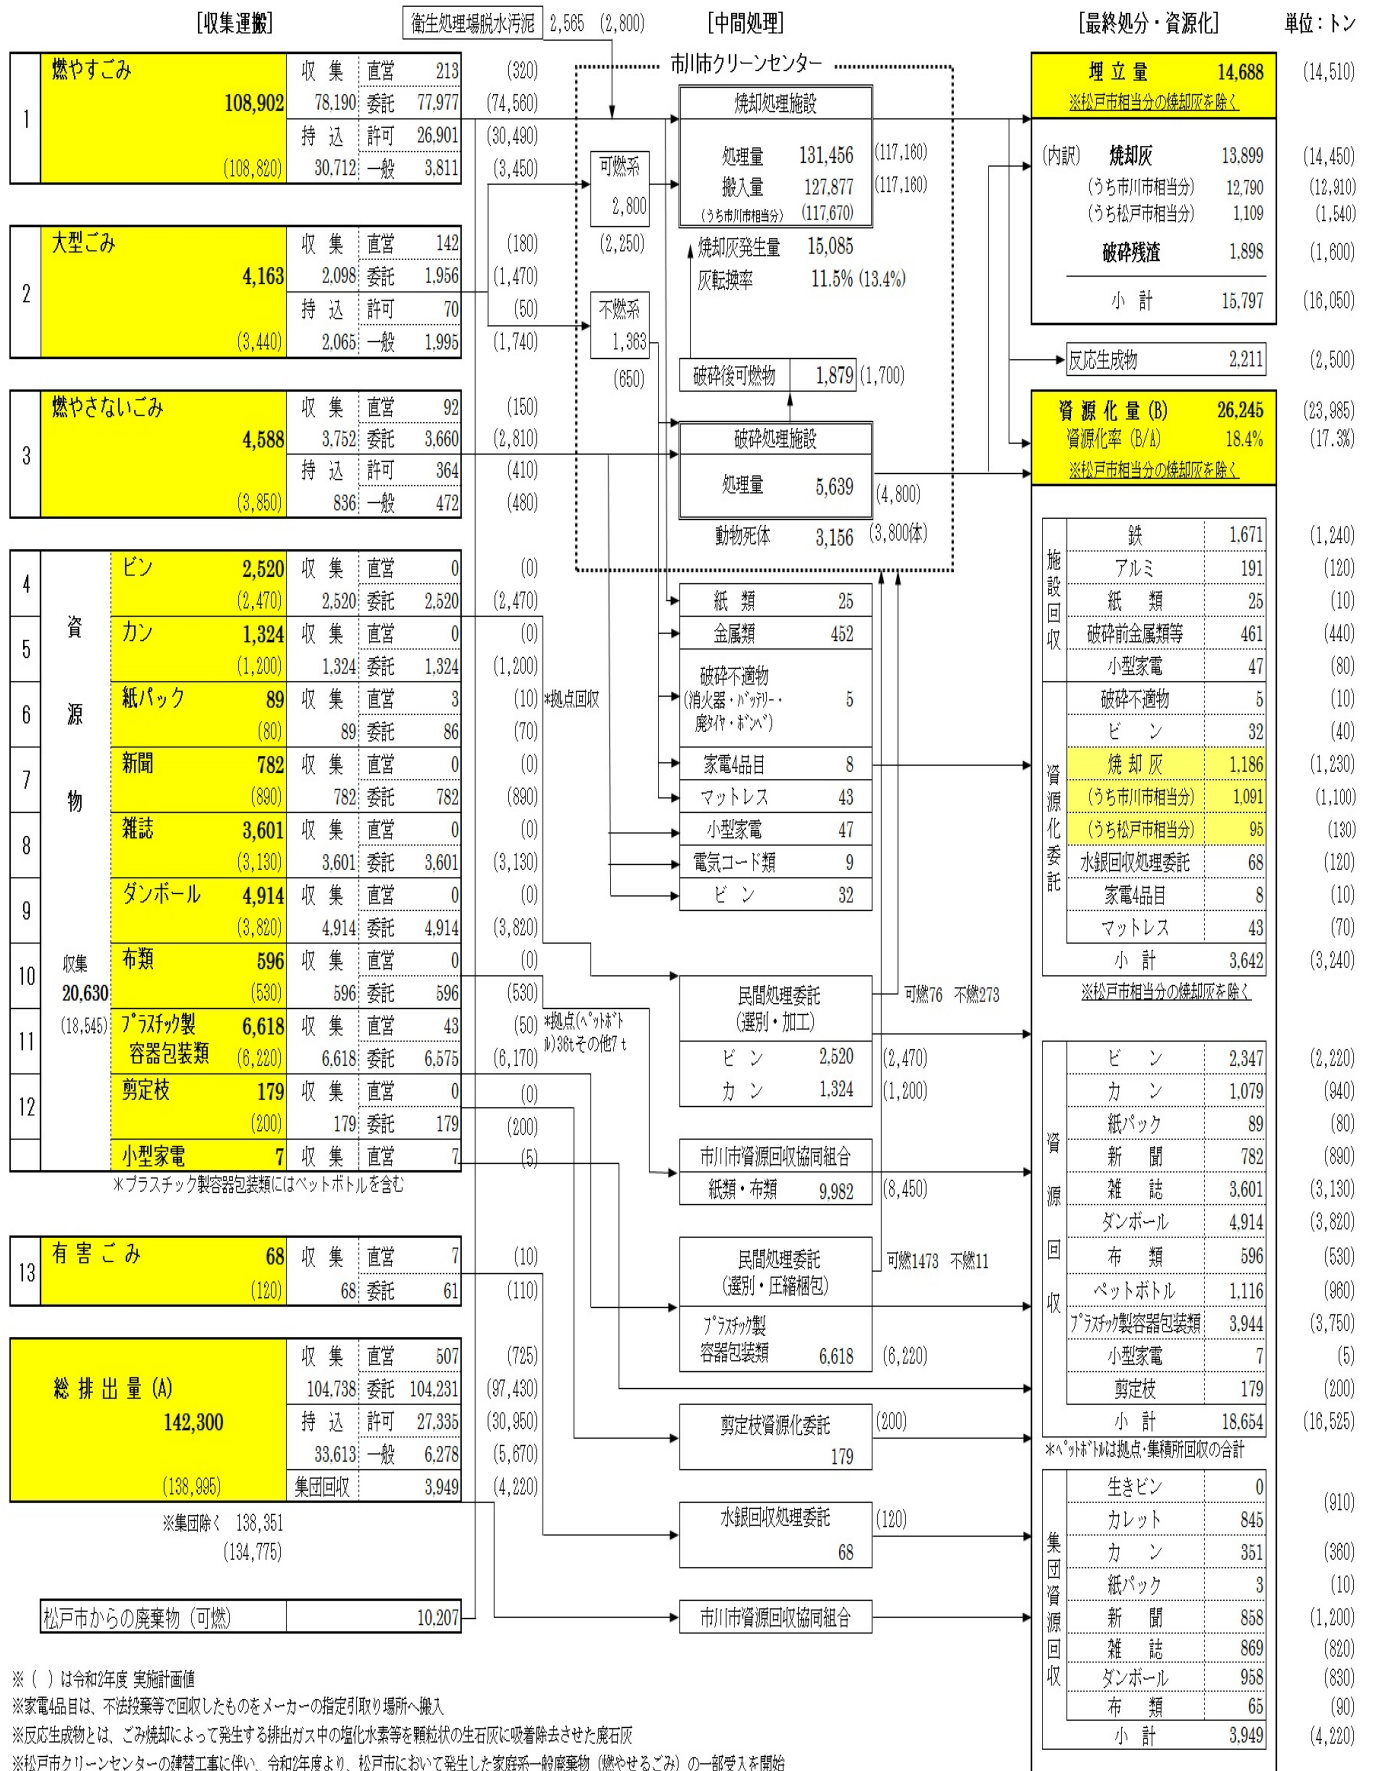 [収集運搬]
衛生処理場脱水汚泥 2,565 (2,800)
[中間処理]
[最終処分・資源化]
単位：トン
1 燃やすごみ 108,902 (108,820)
収集 78,190 直営 213 (320)
委託 77,977 (74,560)
持込 30,712 許可 26,901 (30,490)
一般 3,811 (3,450)
2 大型ごみ 4,163 (3,440)
収集 2,098 直営 142 (180)
委託 1,956 (1,470)
持込 2,065 許可 70 (50)
一般 1,995 (1,740)
3 燃やさないごみ 4,588 (3,850)
収集 3,752 直営 92 (150)
委託 3,660 (2,810)
持込 836 許可 364 (410)
一般 472 (480)
資源物
収集
20,630
(18,545)
4 ビン 2,520 収集 直営 0 (0)
(2,470) 2,520 委託 2,520 (2,470)
5 カン 1,324 収集 直営 0 (0)
(1,200) 1,324 委託 1,324 (1,200)
6 紙パック 89 収集 直営 3 (10) *拠点回収
(80) 89 委託 86 (70)
7 新聞 782 収集 直営 0 (0)
(890) 782 委託 782 (890)
8 雑誌 3,601 収集 直営 0 (0)
(3,130) 3,601 委託 3,601 (3,130)
9 ダンボール 4,914 収集 直営 0 (0)
(3,820) 4,914 委託 4,914 (3,820)
10 布類 596 収集 直営 0 (0)
(530) 596 委託 596 (530)
11 ﾌﾟﾗｽﾁｯｸ製 6,618 収集 直営 43 (50) *拠点(ﾍﾟｯﾄﾎﾞﾄ
容器包装類 (6,220) 6,618 委託 6,575 (6,170) ﾙ)36tその他7ｔ
12 剪定枝 179 収集 直営 0 (0)
(200) 179 委託 179 (200)
小型家電 7 収集 直営 7 (5)
＊プラスチック製容器包装類にはペットボトルを含む
13 有害ごみ 68 収集 直営 7 (10)
(120) 68 委託 61 (110)
総排出量(A)
142,300
(138,995)
収集 104,738 直営 507 (725)
委託 104,231 (97,430)
持込 33,613 許可 27,335 (30,950)
一般 6,278 (5,670)
集団回収 3,949 (4,220)
※集団除く 138,351
(134,775)
松戸市からの廃棄物（可燃） 10,207
市川市クリーンセンター
可燃系
2,800
(2,250)
不燃系
1,363
(650)
焼却処理施設
処理量 131,456 (117,160)
搬入量 127,877 (117,160)
(うち市川市相当分) (117,670)
焼却灰発生量 15,085
灰転換率 11.5% (13.4%)
破砕後可燃物 1,879 (1,700)
破砕処理施設
処理量 5,639 (4,800)
動物死体 3,156 (3,800体)
紙類 25
金属類 452
破砕不適物
(消火器・ﾊﾞｯﾃﾘｰ・
廃ﾀｲﾔ・ﾎﾞﾝﾍﾞ) 5
家電4品目 8
マットレス 43
小型家電 47
電気コード類 9
ビン 32
民間処理委託
(選別・加工)
可燃76 不燃273
ビン 2,520 (2,470)
カン 1,324 (1,200)
市川市資源回収協同組合
紙類・布類 9,982 (8,450)
民間処理委託
(選別・圧縮梱包)
可燃1473 不燃11
ﾌﾟﾗｽﾁｯｸ製
容器包装類 6,618 (6,220)
剪定枝資源化委託 (200)
179
水銀回収処理委託 (120)
68
市川市資源回収協同組合
埋立量 14,688 (14,510)
※松戸市相当分の焼却灰を除く
(内訳) 焼却灰 13,899 (14,450)
(うち市川市相当分) 12,790 (12,910)
(うち松戸市相当分) 1,109 (1,540)
破砕残渣 1,898 (1,600)
小計 15,797 (16,050)
反応生成物 2,211 (2,500)
資源化量(B) 26,245 (23,985)
資源化率(B/A) 18.4% (17.3%)
※松戸市相当分の焼却灰を除く
施設回収
鉄 1,671 (1,240)
アルミ 191 (120)
紙類 25 (10)
破砕前金属類等 461 (440)
小型家電 47 (80)
資源化委託
破砕不適物 5 (10)
ビン 32 (40)
焼却灰 1,186 (1,230)
(うち市川市相当分) 1,091 (1,100)
(うち松戸市相当分) 95 (130)
水銀回収処理委託 68 (120)
家電4品目 8 (10)
マットレス 43 (70)
小計 3,642 (3,240)
※松戸市相当分の焼却灰を除く
資源回収
ビン 2,347 (2,220)
カン 1,079 (940)
紙パック 89 (80)
新聞 782 (890)
雑誌 3,601 (3,130)
ダンボール 4,914 (3,820)
布類 596 (530)
ペットボトル 1,116 (960)
ﾌﾟﾗｽﾁｯｸ製容器包装類 3,944 (3,750)
小型家電 7 (5)
剪定枝 179 (200)
小計 18,654 (16,525)
＊ﾍﾟｯﾄﾎﾞﾄﾙは拠点・集積所回収の合計
集団資源回収
生きビン 0 (910)
カレット 845
カン 351 (360)
紙パック 3 (10)
新聞 858 (1,200)
雑誌 869 (820)
ダンボール 958 (830)
布類 65 (90)
小計 3,949 (4,220)
※（ ）は令和2年度 実施計画値
※家電4品目は、不法投棄等で回収したものをメーカーの指定引取り場所へ搬入
※反応生成物とは、ごみ焼却によって発生する排出ガス中の塩化水素等を顆粒状の生石灰に吸着除去させた廃石灰
※松戸市クリーンセンターの建替工事に伴い、令和2年度より、松戸市において発生した家庭系一般廃棄物（燃やせるごみ）の一部受入を開始